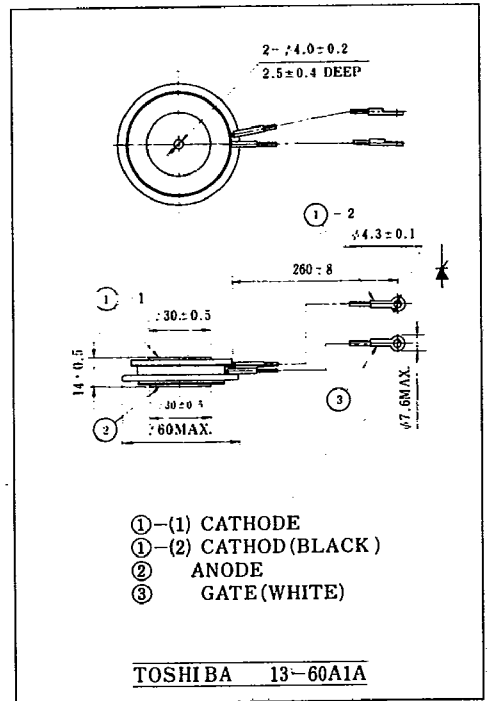 2-ϕ4.0±0.2
2.5±0.4 DEEP
①-2
ϕ4.3±0.1
260±8
①-1
ϕ30±0.5
14±0.5
③
ϕ7.6MAX.
ϕ30±0.5
②
ϕ60MAX.
①-(1) CATHODE
①-(2) CATHOD(BLACK)
② ANODE
③ GATE(WHITE)
TOSHIBA 13-60A1A